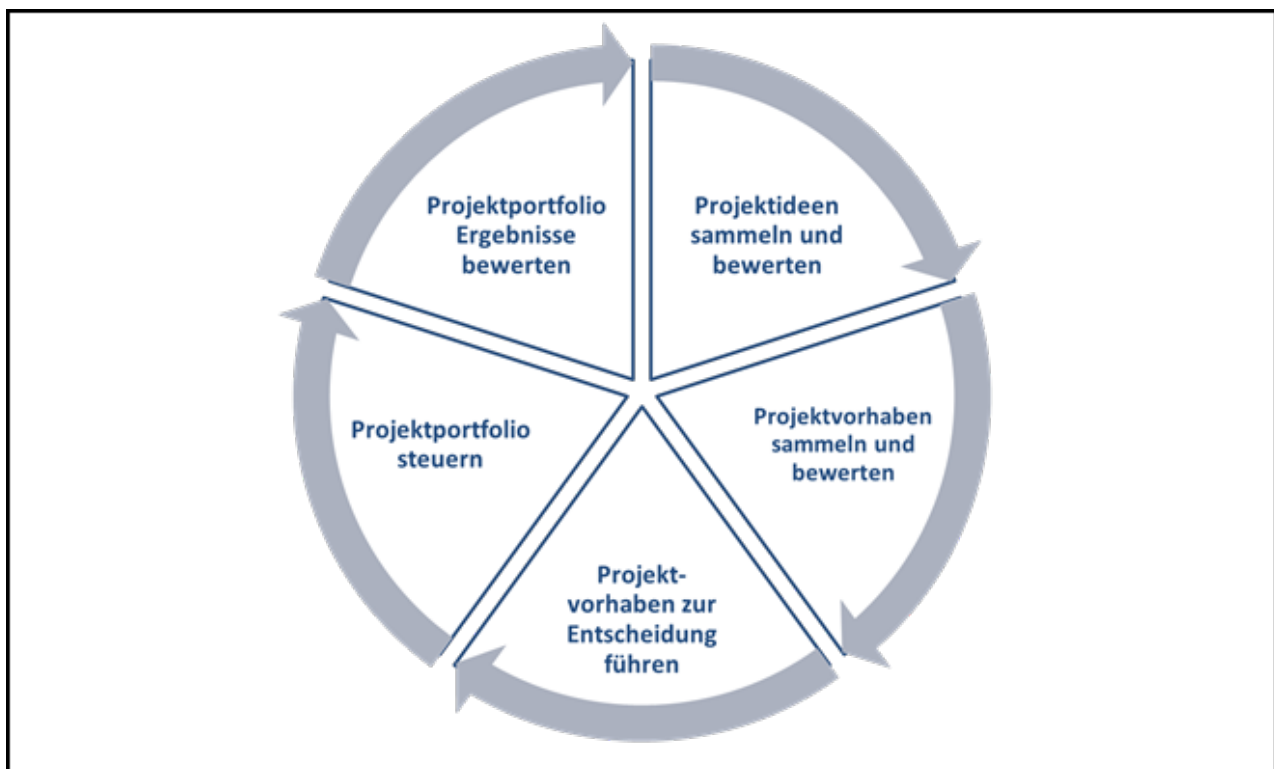 Projektideen
sammeln und
bewerten
Projektvorhaben
sammeln und
bewerten
Projekt-
vorhaben zur
Entscheidung
führen
Projektportfolio
steuern
Projektportfolio
Ergebnisse
bewerten